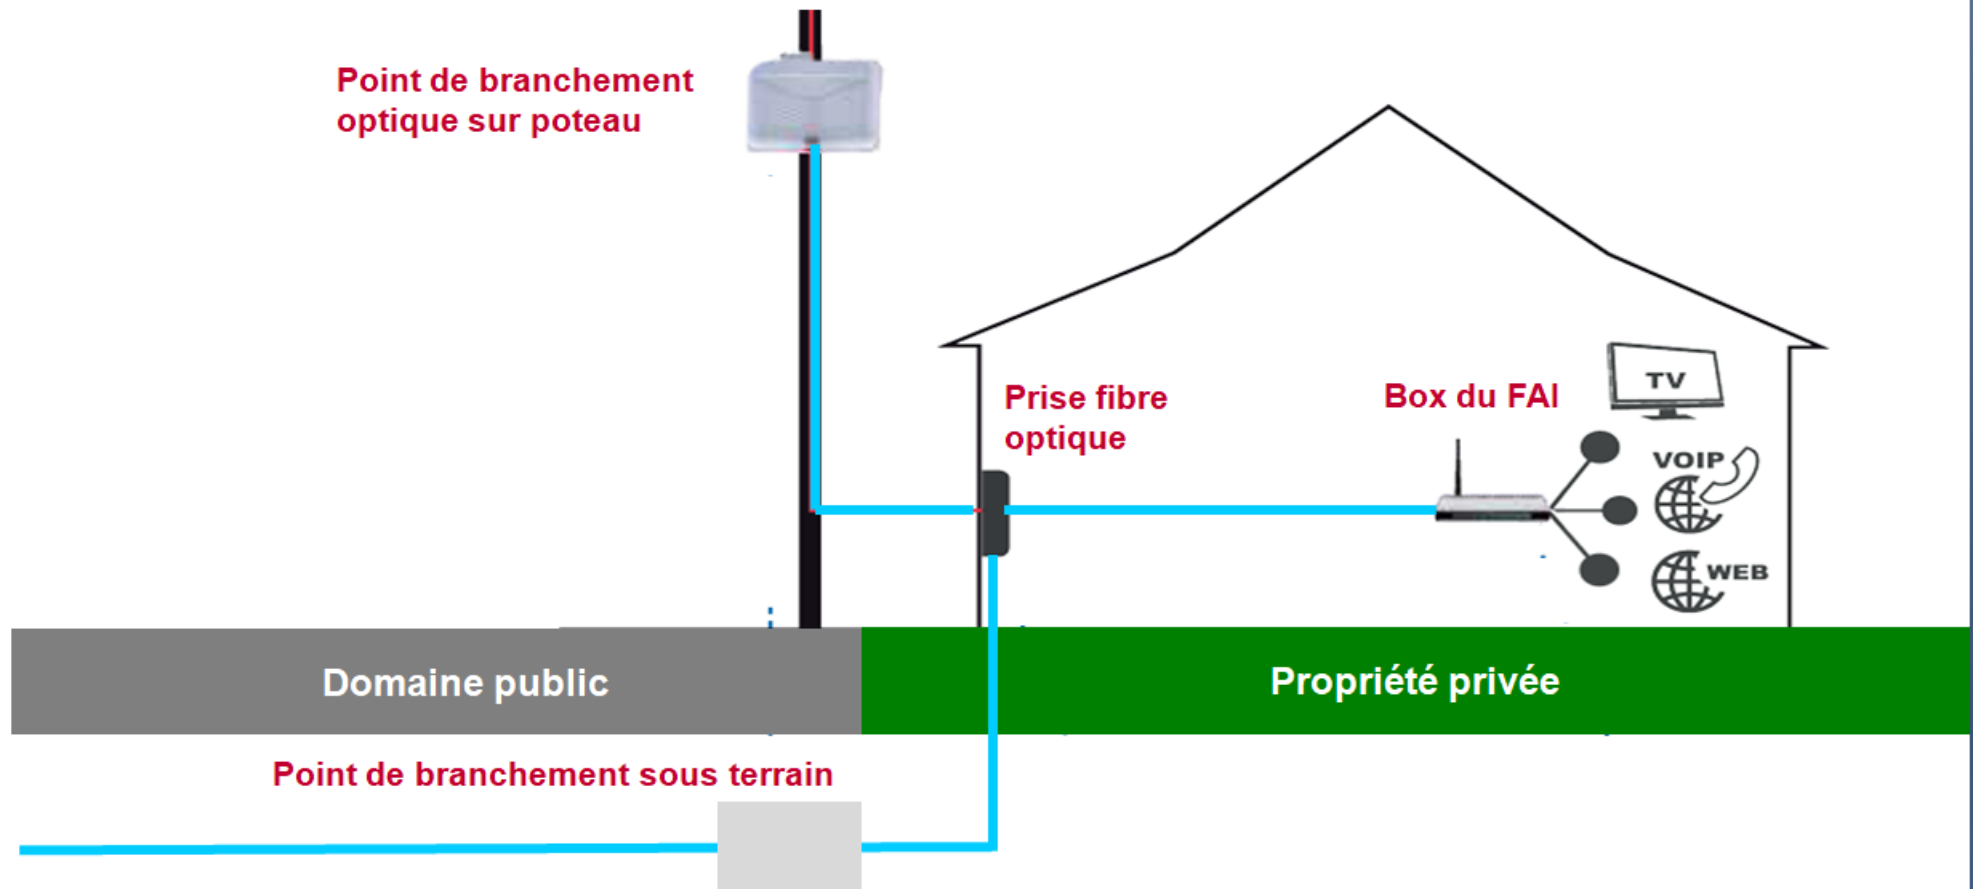 Point de branchement
optique sur poteau
Prise fibre
optique
Box du FAI
TV
VOIP
WEB
Domaine public
Propriété privée
Point de branchement sous terrain